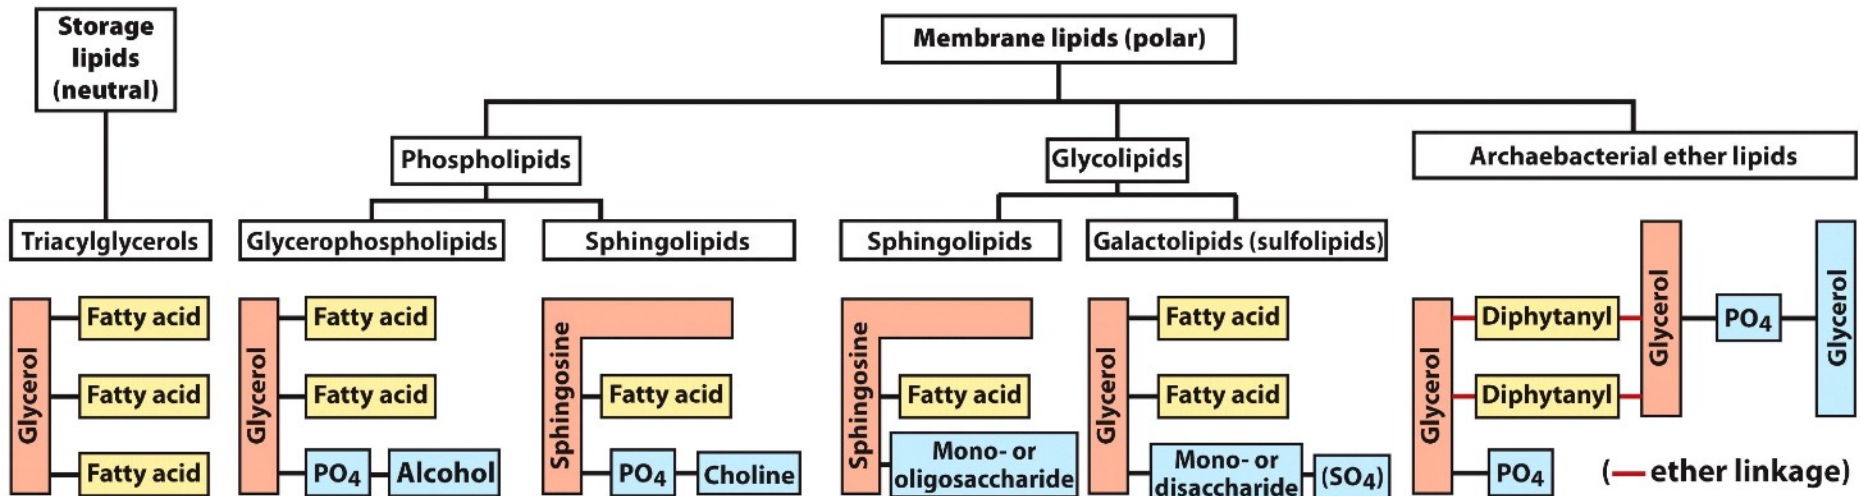 Storage
lipids
(neutral)
Membrane lipids (polar)
Phospholipids
Glycolipids
Archaebacterial ether lipids
Triacylglycerols
Glycerophospholipids
Sphingolipids
Sphingolipids
Galactolipids (sulfolipids)
Glycerol
Fatty acid
Fatty acid
Fatty acid
Glycerol
Fatty acid
Fatty acid
PO4
Alcohol
Sphingosine
Fatty acid
PO4
Choline
Sphingosine
Fatty acid
Mono- or
oligosaccharide
Glycerol
Fatty acid
Fatty acid
Mono- or
disaccharide
(SO4)
Glycerol
Diphytanyl
Diphytanyl
PO4
Glycerol
PO4
Glycerol
(— ether linkage)